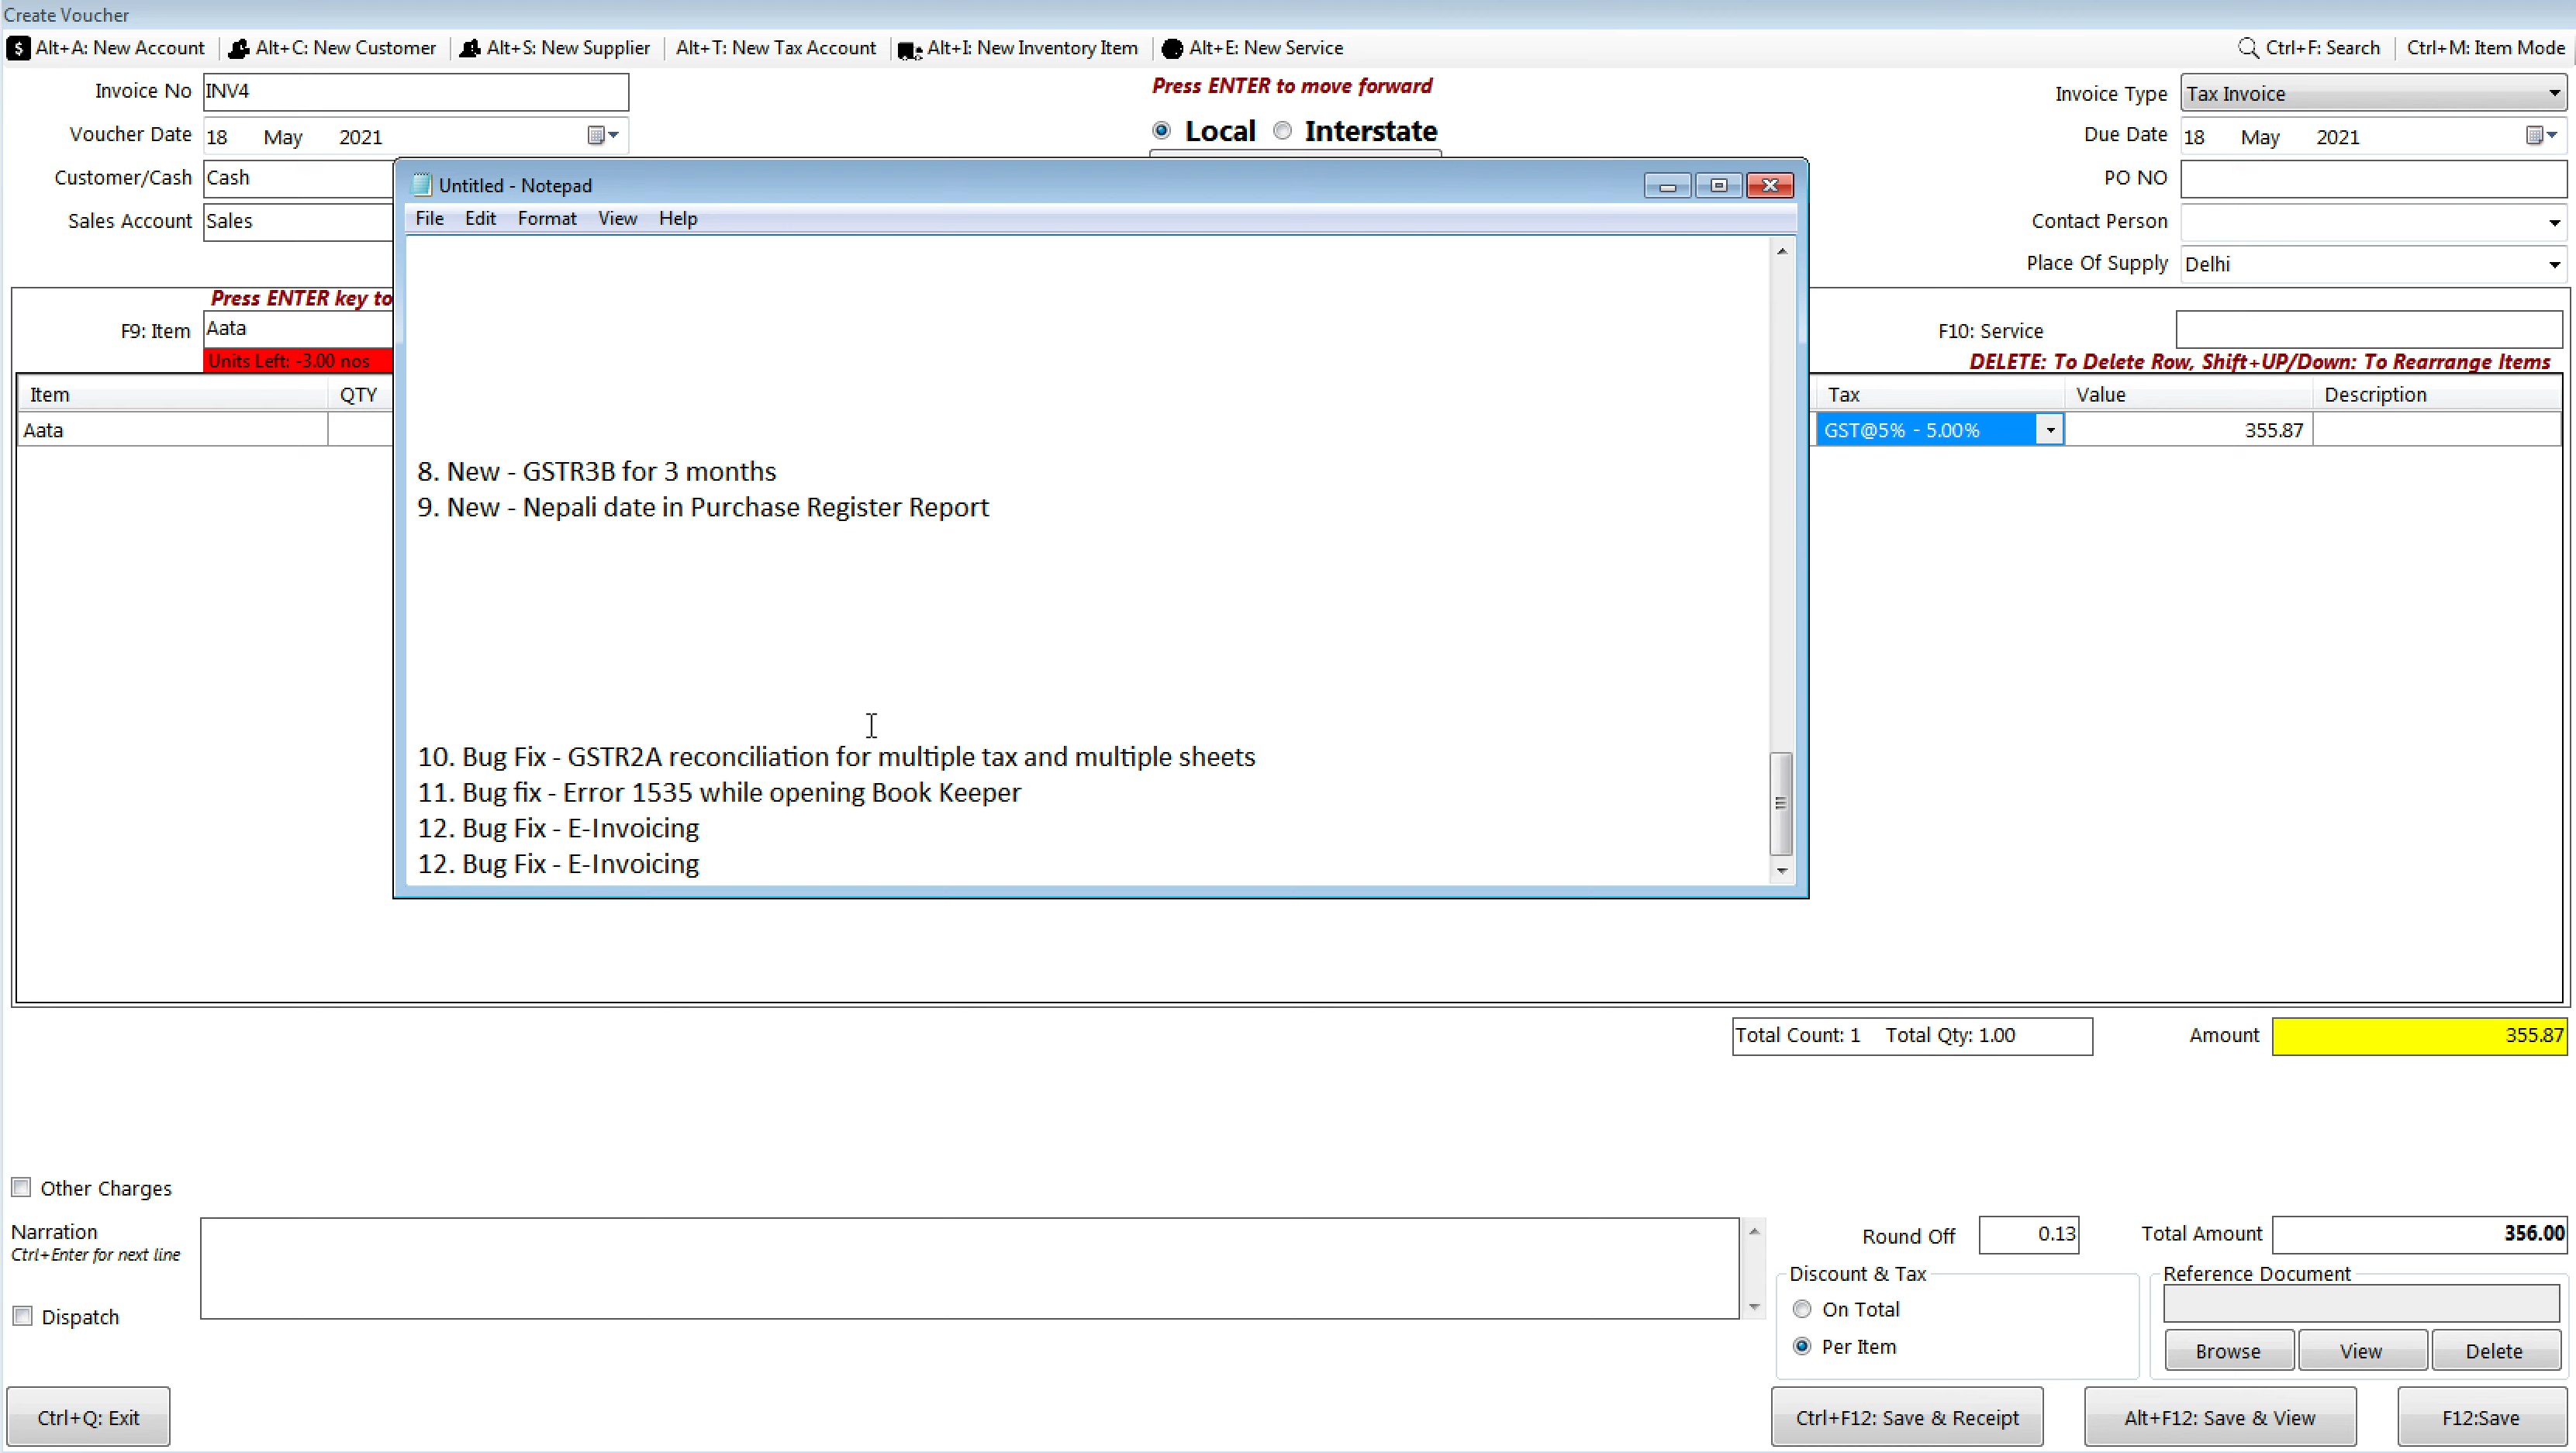 Create Voucher
Alt+A: New Account Alt+C: New Customer Alt+S: New Supplier Alt+T: New Tax Account Alt+I: New Inventory Item Alt+E: New Service Ctrl+F: Search Ctrl+M: Item Mode
Invoice No INV4
Press ENTER to move forward
Invoice Type Tax Invoice
Voucher Date 18 May 2021
Local Interstate
Due Date 18 May 2021
Customer/Cash Cash
PO NO
Sales Account Sales
Contact Person
Place Of Supply Delhi
Untitled - Notepad
File Edit Format View Help
8. New - GSTR3B for 3 months
9. New - Nepali date in Purchase Register Report
10. Bug Fix - GSTR2A reconciliation for multiple tax and multiple sheets
11. Bug fix - Error 1535 while opening Book Keeper
12. Bug Fix - E-Invoicing
12. Bug Fix - E-Invoicing
Press ENTER key to
F9: Item Aata
F10: Service
Units Left: -3.00 nos
DELETE: To Delete Row, Shift+UP/Down: To Rearrange Items
Item QTY Tax Value Description
Aata GST@5% - 5.00% 355.87
Total Count: 1 Total Qty: 1.00 Amount 355.87
Other Charges
Narration
Ctrl+Enter for next line
Round Off 0.13 Total Amount 356.00
Discount & Tax
On Total
Per Item
Reference Document
Browse View Delete
Dispatch
Ctrl+Q: Exit Ctrl+F12: Save & Receipt Alt+F12: Save & View F12:Save